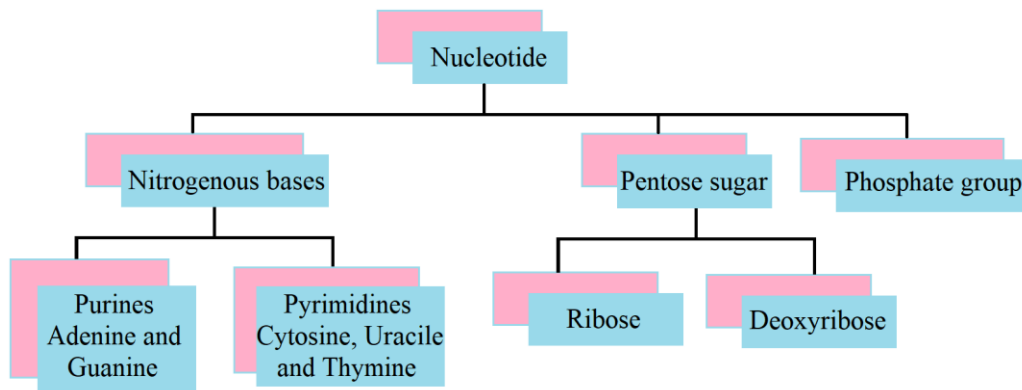 Nucleotide
Nitrogenous bases
Pentose sugar
Phosphate group
Purines
Adenine and
Guanine
Pyrimidines
Cytosine, Uracile
and Thymine
Ribose
Deoxyribose